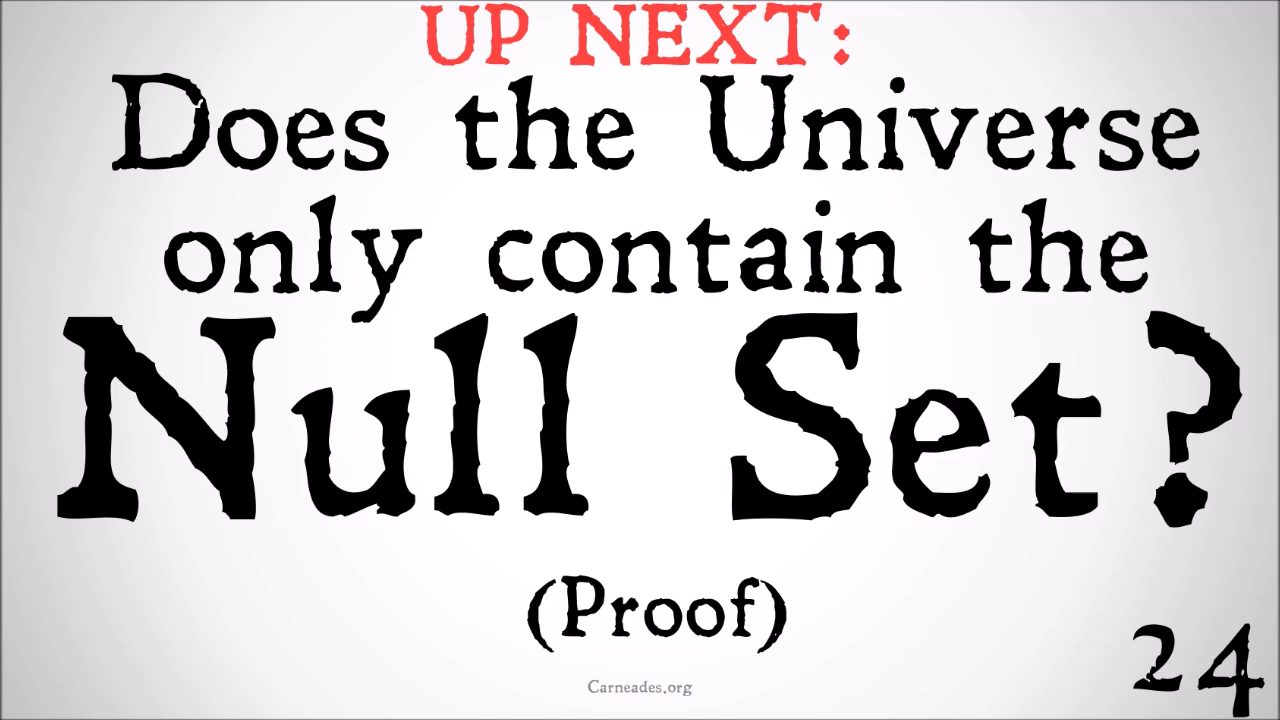 UP NEXT:
Does the Universe
only contain the
Null Set?
(Proof)
24
Carneades.org